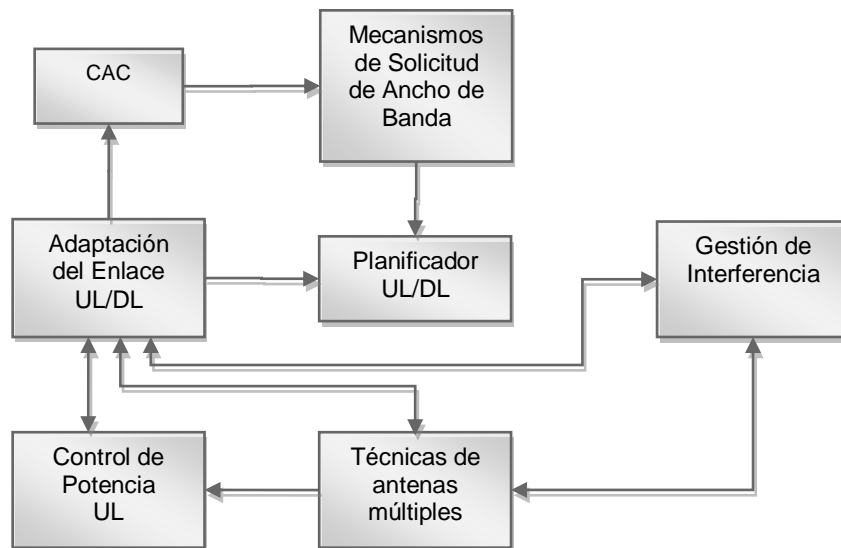 CAC
Mecanismos
de Solicitud
de Ancho de
Banda
Adaptación
del Enlace
UL/DL
Planificador
UL/DL
Gestión de
Interferencia
Control de
Potencia
UL
Técnicas de
antenas
múltiples